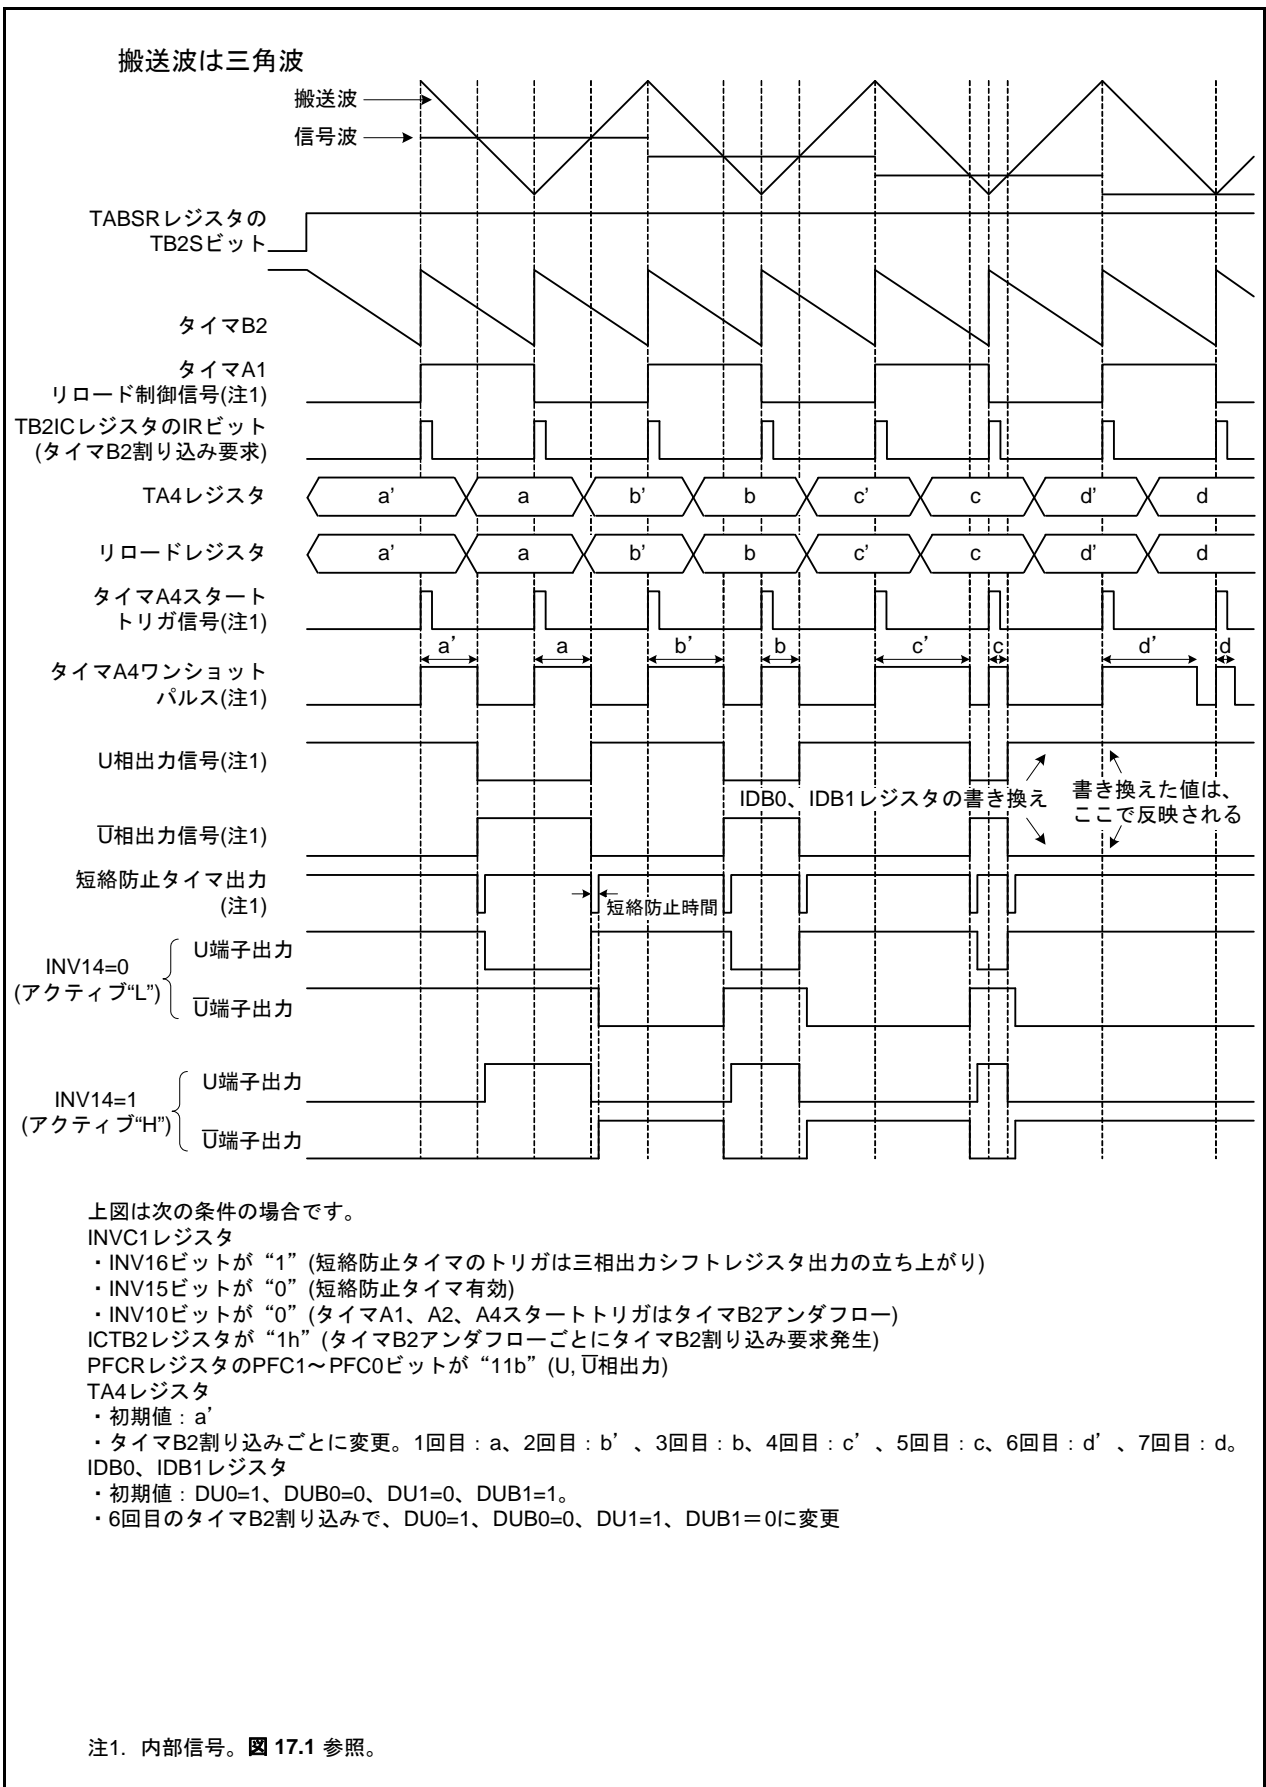 搬送波は三角波
搬送波
信号波
TABSRレジスタの
TB2Sビット
タイマB2
タイマA1
リロード制御信号(注1)
TB2ICレジスタのIRビット
(タイマB2割り込み要求)
TA4レジスタ a’ a b’ b c’ c d’ d
リロードレジスタ a’ a b’ b c’ c d’ d
タイマA4スタート
トリガ信号(注1)
a’ a b’ b c’ c d’ d
タイマA4ワンショット
パルス(注1)
U相出力信号(注1)
IDB0、IDB1レジスタの書き換え
書き換えた値は、
ここで反映される
U̅相出力信号(注1)
短絡防止タイマ出力
(注1)
短絡防止時間
INV14=0
(アクティブ“L”)
U端子出力
U̅端子出力
INV14=1
(アクティブ“H”)
U端子出力
U̅端子出力
上図は次の条件の場合です。
INVC1レジスタ
・INV16ビットが“1”(短絡防止タイマのトリガは三相出力シフトレジスタ出力の立ち上がり)
・INV15ビットが“0”(短絡防止タイマ有効)
・INV10ビットが“0”(タイマA1、A2、A4スタートトリガはタイマB2アンダフロー)
ICTB2レジスタが“1h”(タイマB2アンダフローごとにタイマB2割り込み要求発生)
PFCRレジスタのPFC1～PFC0ビットが“11b”(U, U̅相出力)
TA4レジスタ
・初期値：a’
・タイマB2割り込みごとに変更。1回目：a、2回目：b’、3回目：b、4回目：c’、5回目：c、6回目：d’、7回目：d。
IDB0、IDB1レジスタ
・初期値：DU0=1、DUB0=0、DU1=0、DUB1=1。
・6回目のタイマB2割り込みで、DU0=1、DUB0=0、DU1=1、DUB1＝0に変更
注1. 内部信号。図 17.1 参照。